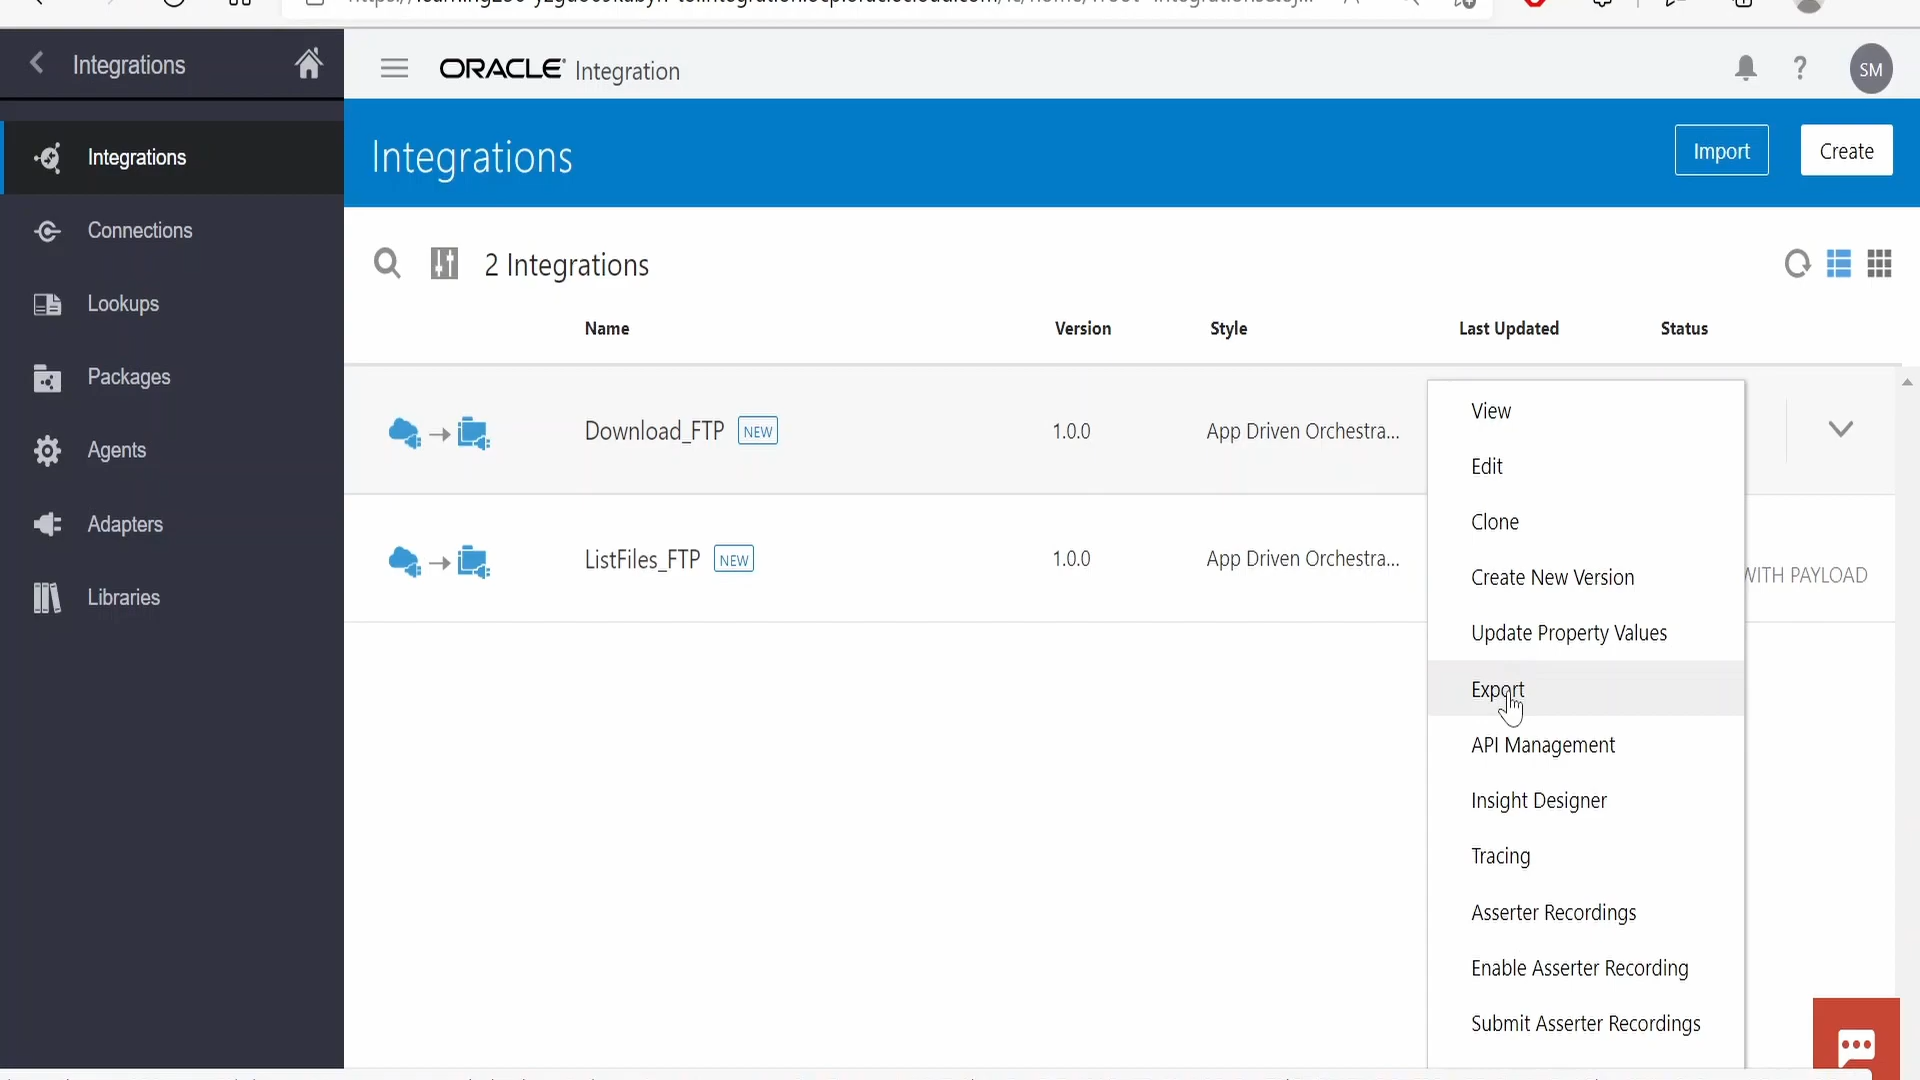 Integrations
ORACLE Integration
SM
Integrations
Connections
Lookups
Packages
Agents
Adapters
Libraries
Integrations
Import
Create
2 Integrations
Name Version Style Last Updated Status
Download_FTP NEW 1.0.0 App Driven Orchestra...
ListFiles_FTP NEW 1.0.0 App Driven Orchestra...
WITH PAYLOAD
View
Edit
Clone
Create New Version
Update Property Values
Export
API Management
Insight Designer
Tracing
Asserter Recordings
Enable Asserter Recording
Submit Asserter Recordings